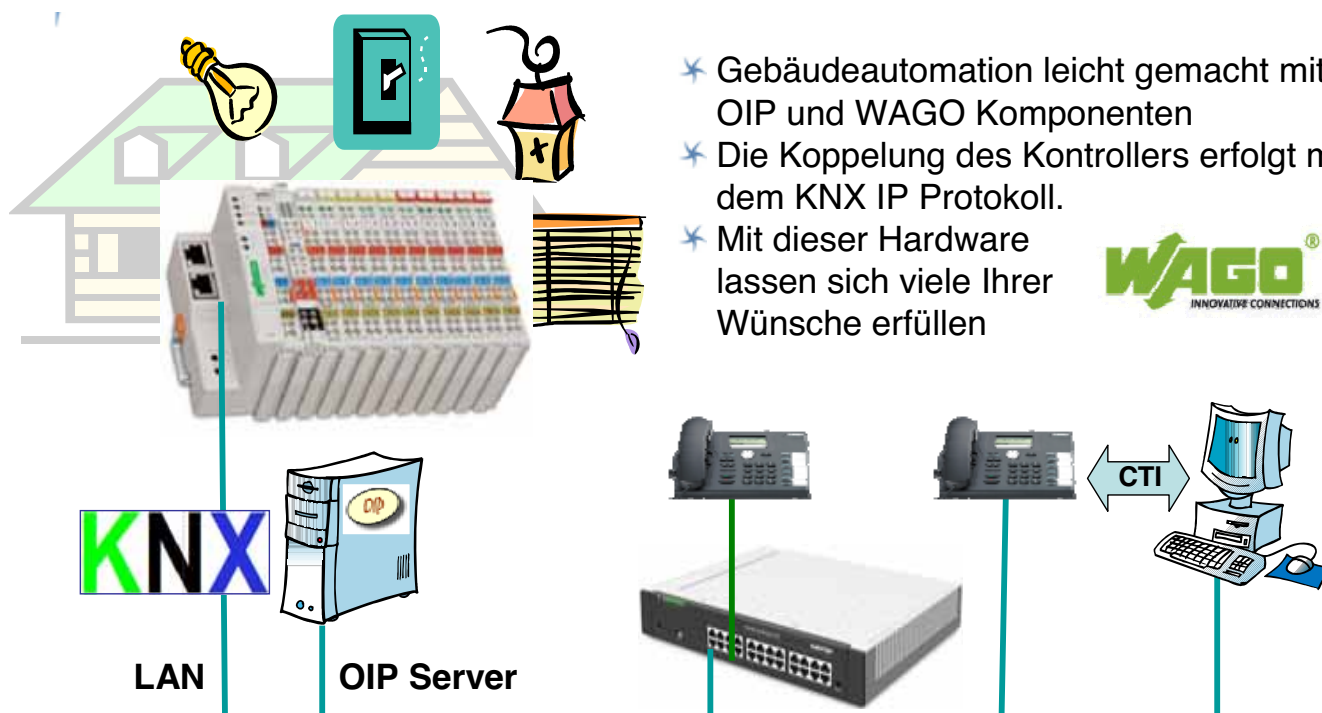 Gebäudeautomation leicht gemacht mit
OIP und WAGO Komponenten
Die Koppelung des Kontrollers erfolgt m
dem KNX IP Protokoll.
Mit dieser Hardware
lassen sich viele Ihrer
Wünsche erfüllen
WAGO®
INNOVATIVE CONNECTIONS
CTI
OIP
KNX
LAN
OIP Server